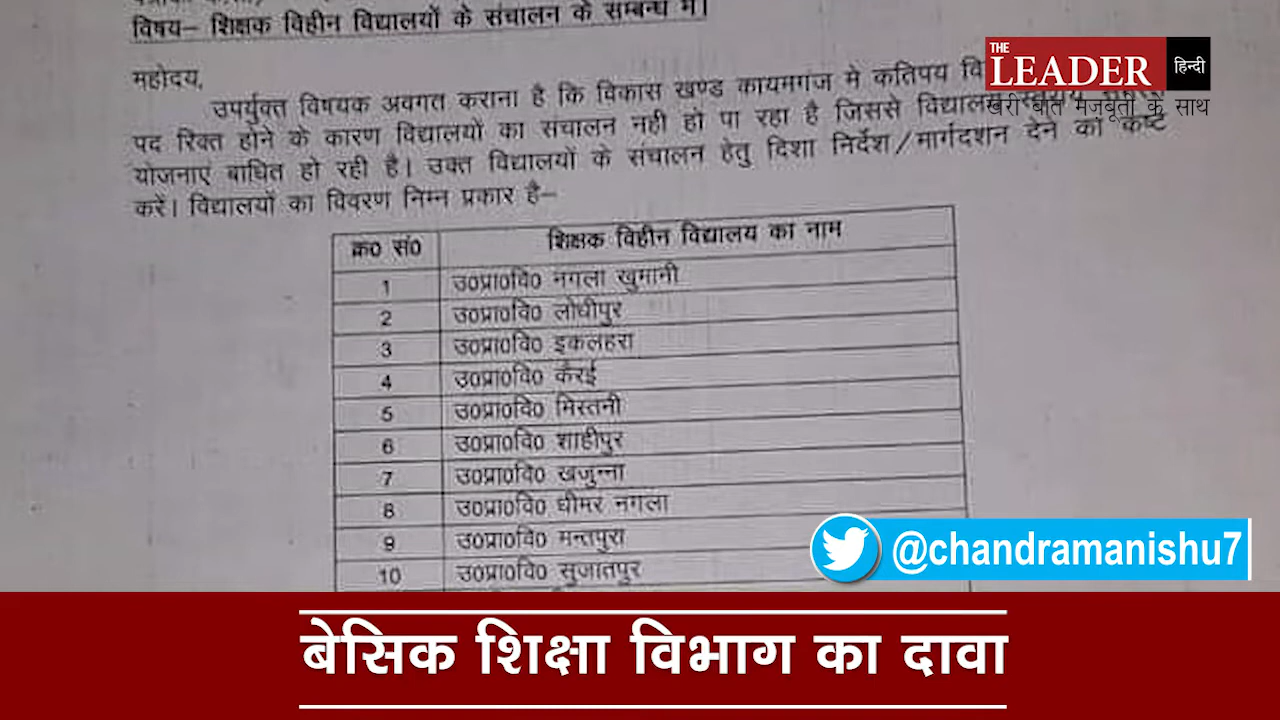 विषय– शिक्षक विहीन विद्यालयों के संचालन के सम्बन्ध में।
THE
LEADER
हिन्दी
खरी बात मजबूती के साथ
महोदय,
उपर्युक्त विषयक अवगत कराना है कि विकास खण्ड कायमगंज मे कतिपय
पद रिक्त होने के कारण विद्यालयों का संचालन नही हो पा रहा है जिससे
योजनाएं बाधित हो रही है। उक्त विद्यालयों के संचालन हेतु दिशा निर्देश/मार्गदर्शन देने का कष्ट
करें। विद्यालयों का विवरण निम्न प्रकार है–
क्र0 सं0 शिक्षक विहीन विद्यालय का नाम
1 उ0प्रा0वि0 नगला खुमानी
2 उ0प्रा0वि0 लोधीपुर
3 उ0प्रा0वि0 इकलहरा
4 उ0प्रा0वि0 कैरई
5 उ0प्रा0वि0 मिस्तनी
6 उ0प्रा0वि0 शाहीपुर
7 उ0प्रा0वि0 खजुन्ना
8 उ0प्रा0वि0 धीमर नगला
9 उ0प्रा0वि0 मन्तपुरा
10 उ0प्रा0वि0 सुजातपुर
@chandramanishu7
बेसिक शिक्षा विभाग का दावा